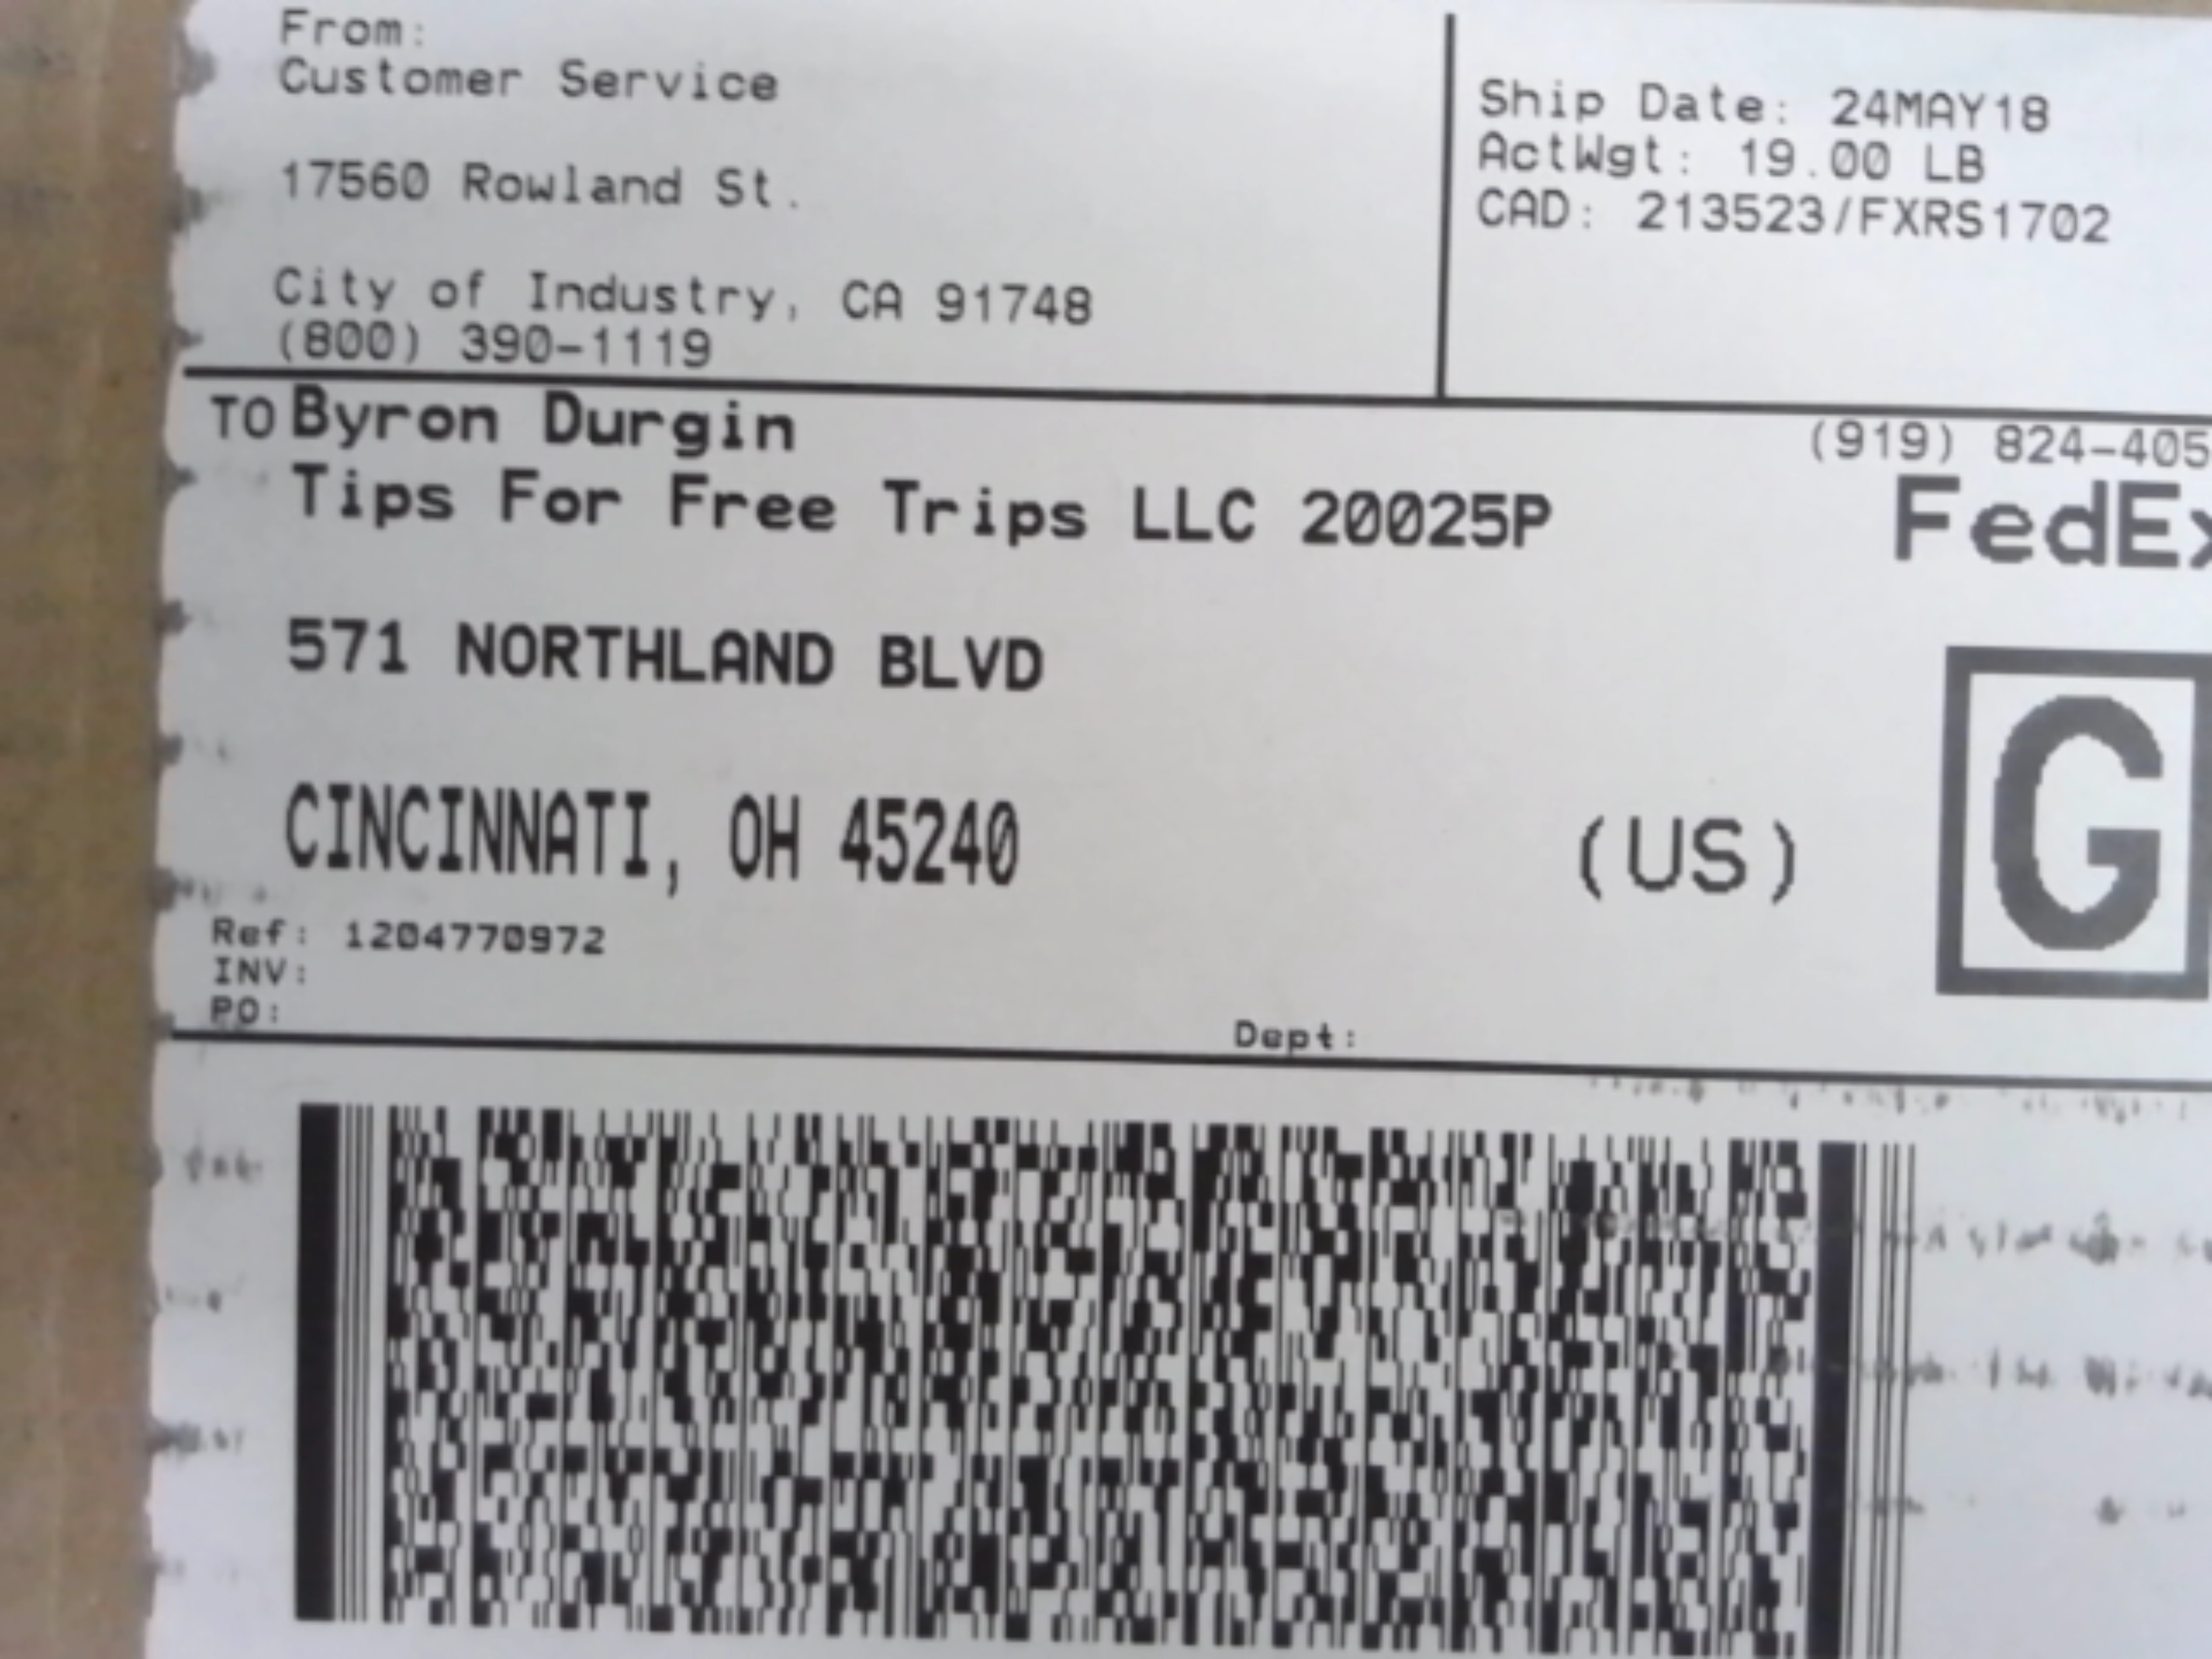 From:
Customer Service
17560 Rowland St.
City of Industry, CA 91748
(800) 390-1119
Ship Date: 24MAY18
ActWgt: 19.00 LB
CAD: 213523/FXRS1702
TO Byron Durgin
Tips For Free Trips LLC 20025P
(919) 824-405
FedEx
571 NORTHLAND BLVD
CINCINNATI, OH 45240
(US)
G
Ref: 1204770972
INV:
PO:
Dept: